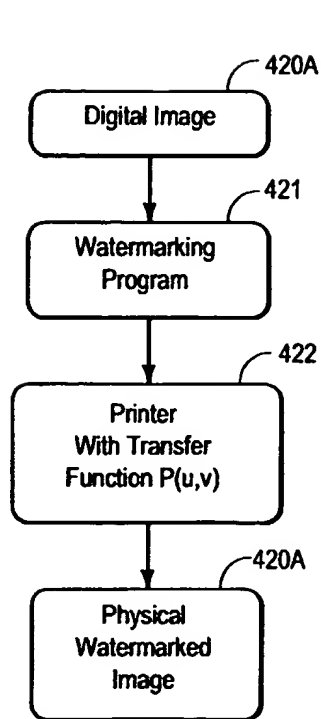 420A
Digital Image
421
Watermarking
Program
422
Printer
With Transfer
Function P(u,v)
420A
Physical
Watermarked
Image